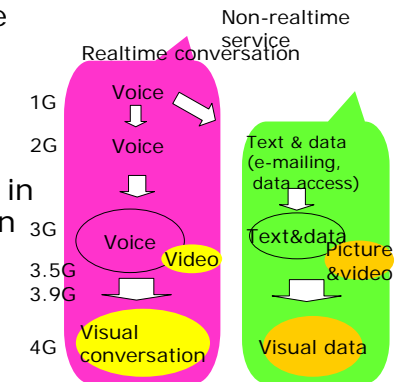 e
Non-realtime
service
Realtime conversation
1G
Voice
2G
Voice
Text & data
(e-mailing,
data access)
in
n
3G
Voice
Video
Text&data
Picture
&video
3.5G
3.9G
4G
Visual
conversation
Visual data